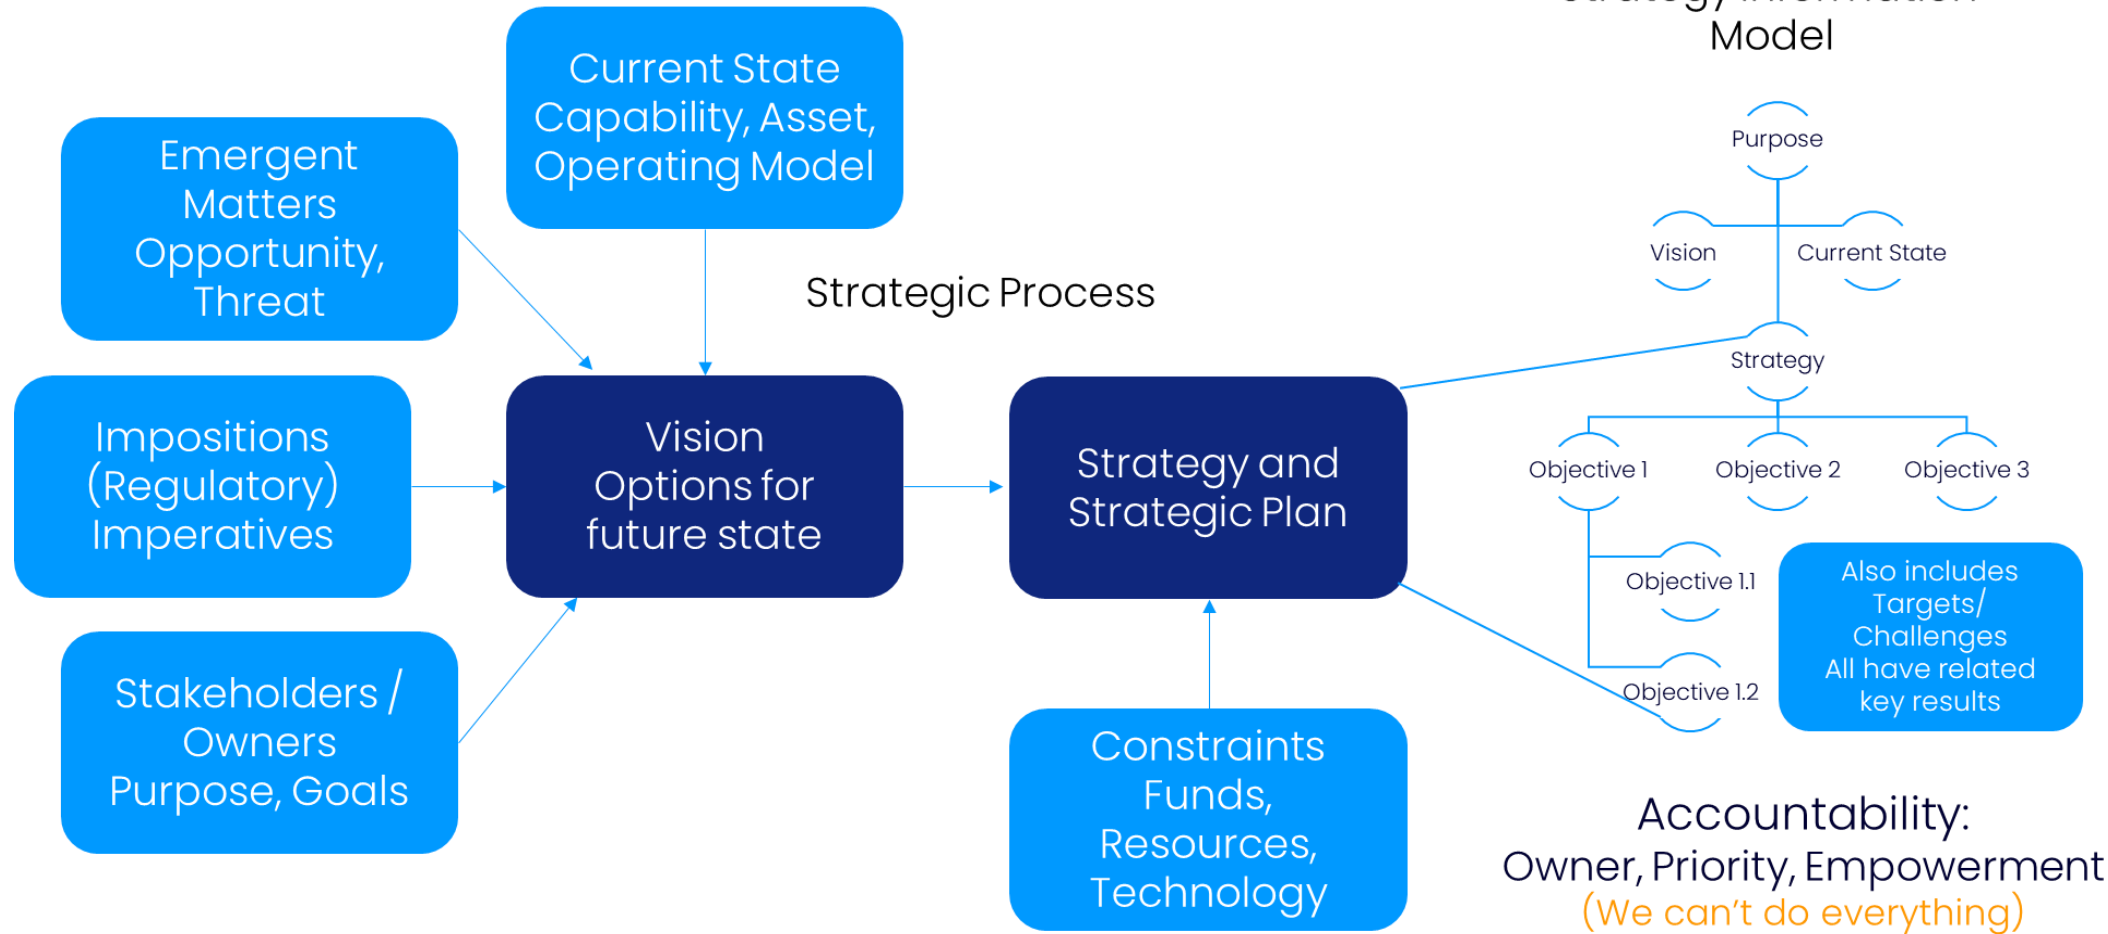 Strategy Information
Model
Current State
Capability, Asset,
Operating Model
Emergent
Matters
Opportunity,
Threat
Strategic Process
Impositions
(Regulatory)
Imperatives
Vision
Options for
future state
Strategy and
Strategic Plan
Stakeholders /
Owners
Purpose, Goals
Constraints
Funds,
Resources,
Technology
Purpose
Vision
Current State
Strategy
Objective 1
Objective 2
Objective 3
Objective 1.1
Objective 1.2
Also includes
Targets/
Challenges
All have related
key results
Accountability:
Owner, Priority, Empowerment
(We can't do everything)